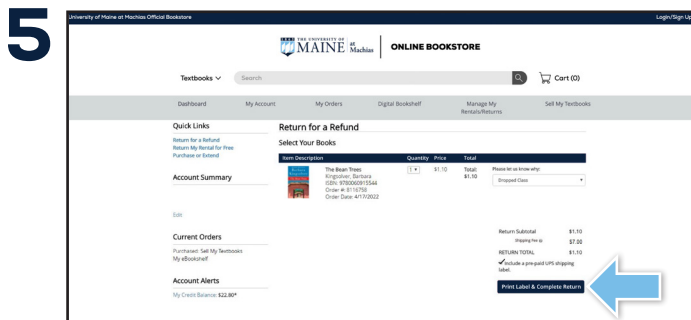 5
University of Maine at Machias Official Bookstore
Login/Sign Up
THE UNIVERSITY OF
MAINE at Machias
ONLINE BOOKSTORE
Textbooks
Search
Cart (0)
Dashboard
My Account
My Orders
Digital Bookshelf
Manage My Rentals/Returns
Sell My Textbooks
Quick Links
Return for a Refund
Return My Rental for Free
Purchase or Extend
Account Summary
Edit
Current Orders
Purchased: Sell My Textbooks
My eBookshelf
Account Alerts
My Credit Balance: $22.80*
Return for a Refund
Select Your Books
Item Description Quantity Price Total
The Bean Trees
Kingsolver, Barbara
ISBN: 9780060915544
Order #: 8116758
Order Date: 4/17/2022
1
$1.10
Total:
$1.10
Please let us know why:
Dropped Class
Return Subtotal $1.10
Shipping Fee $7.00
RETURN TOTAL $1.10
Include a pre-paid UPS shipping
label.
Print Label & Complete Return